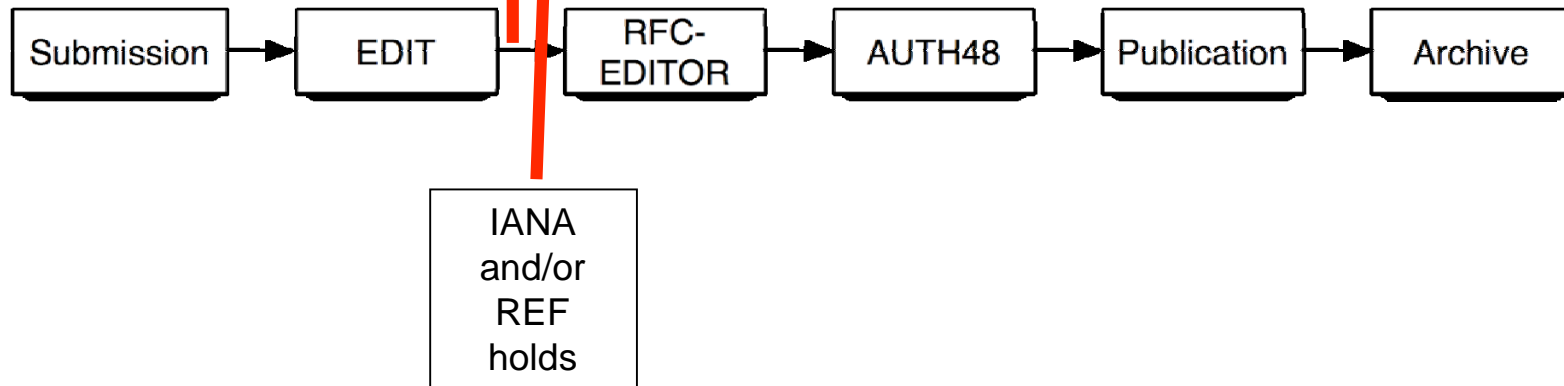 Submission
EDIT
RFC-
EDITOR
AUTH48
Publication
Archive
IANA
and/or
REF
holds